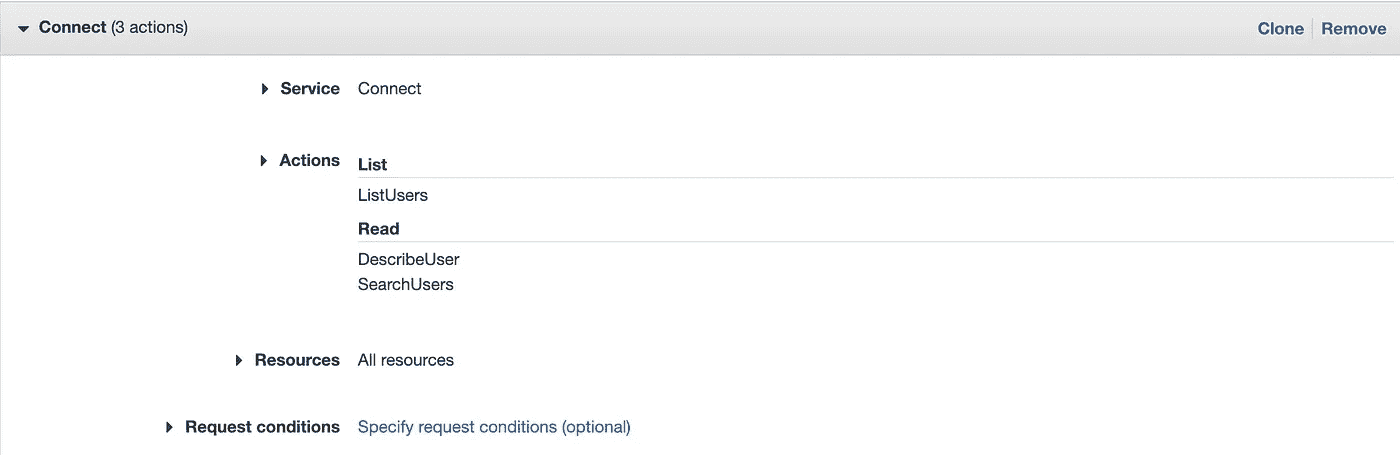 Connect (3 actions) Clone Remove
Service Connect
Actions List
ListUsers
Read
DescribeUser
SearchUsers
Resources All resources
Request conditions Specify request conditions (optional)